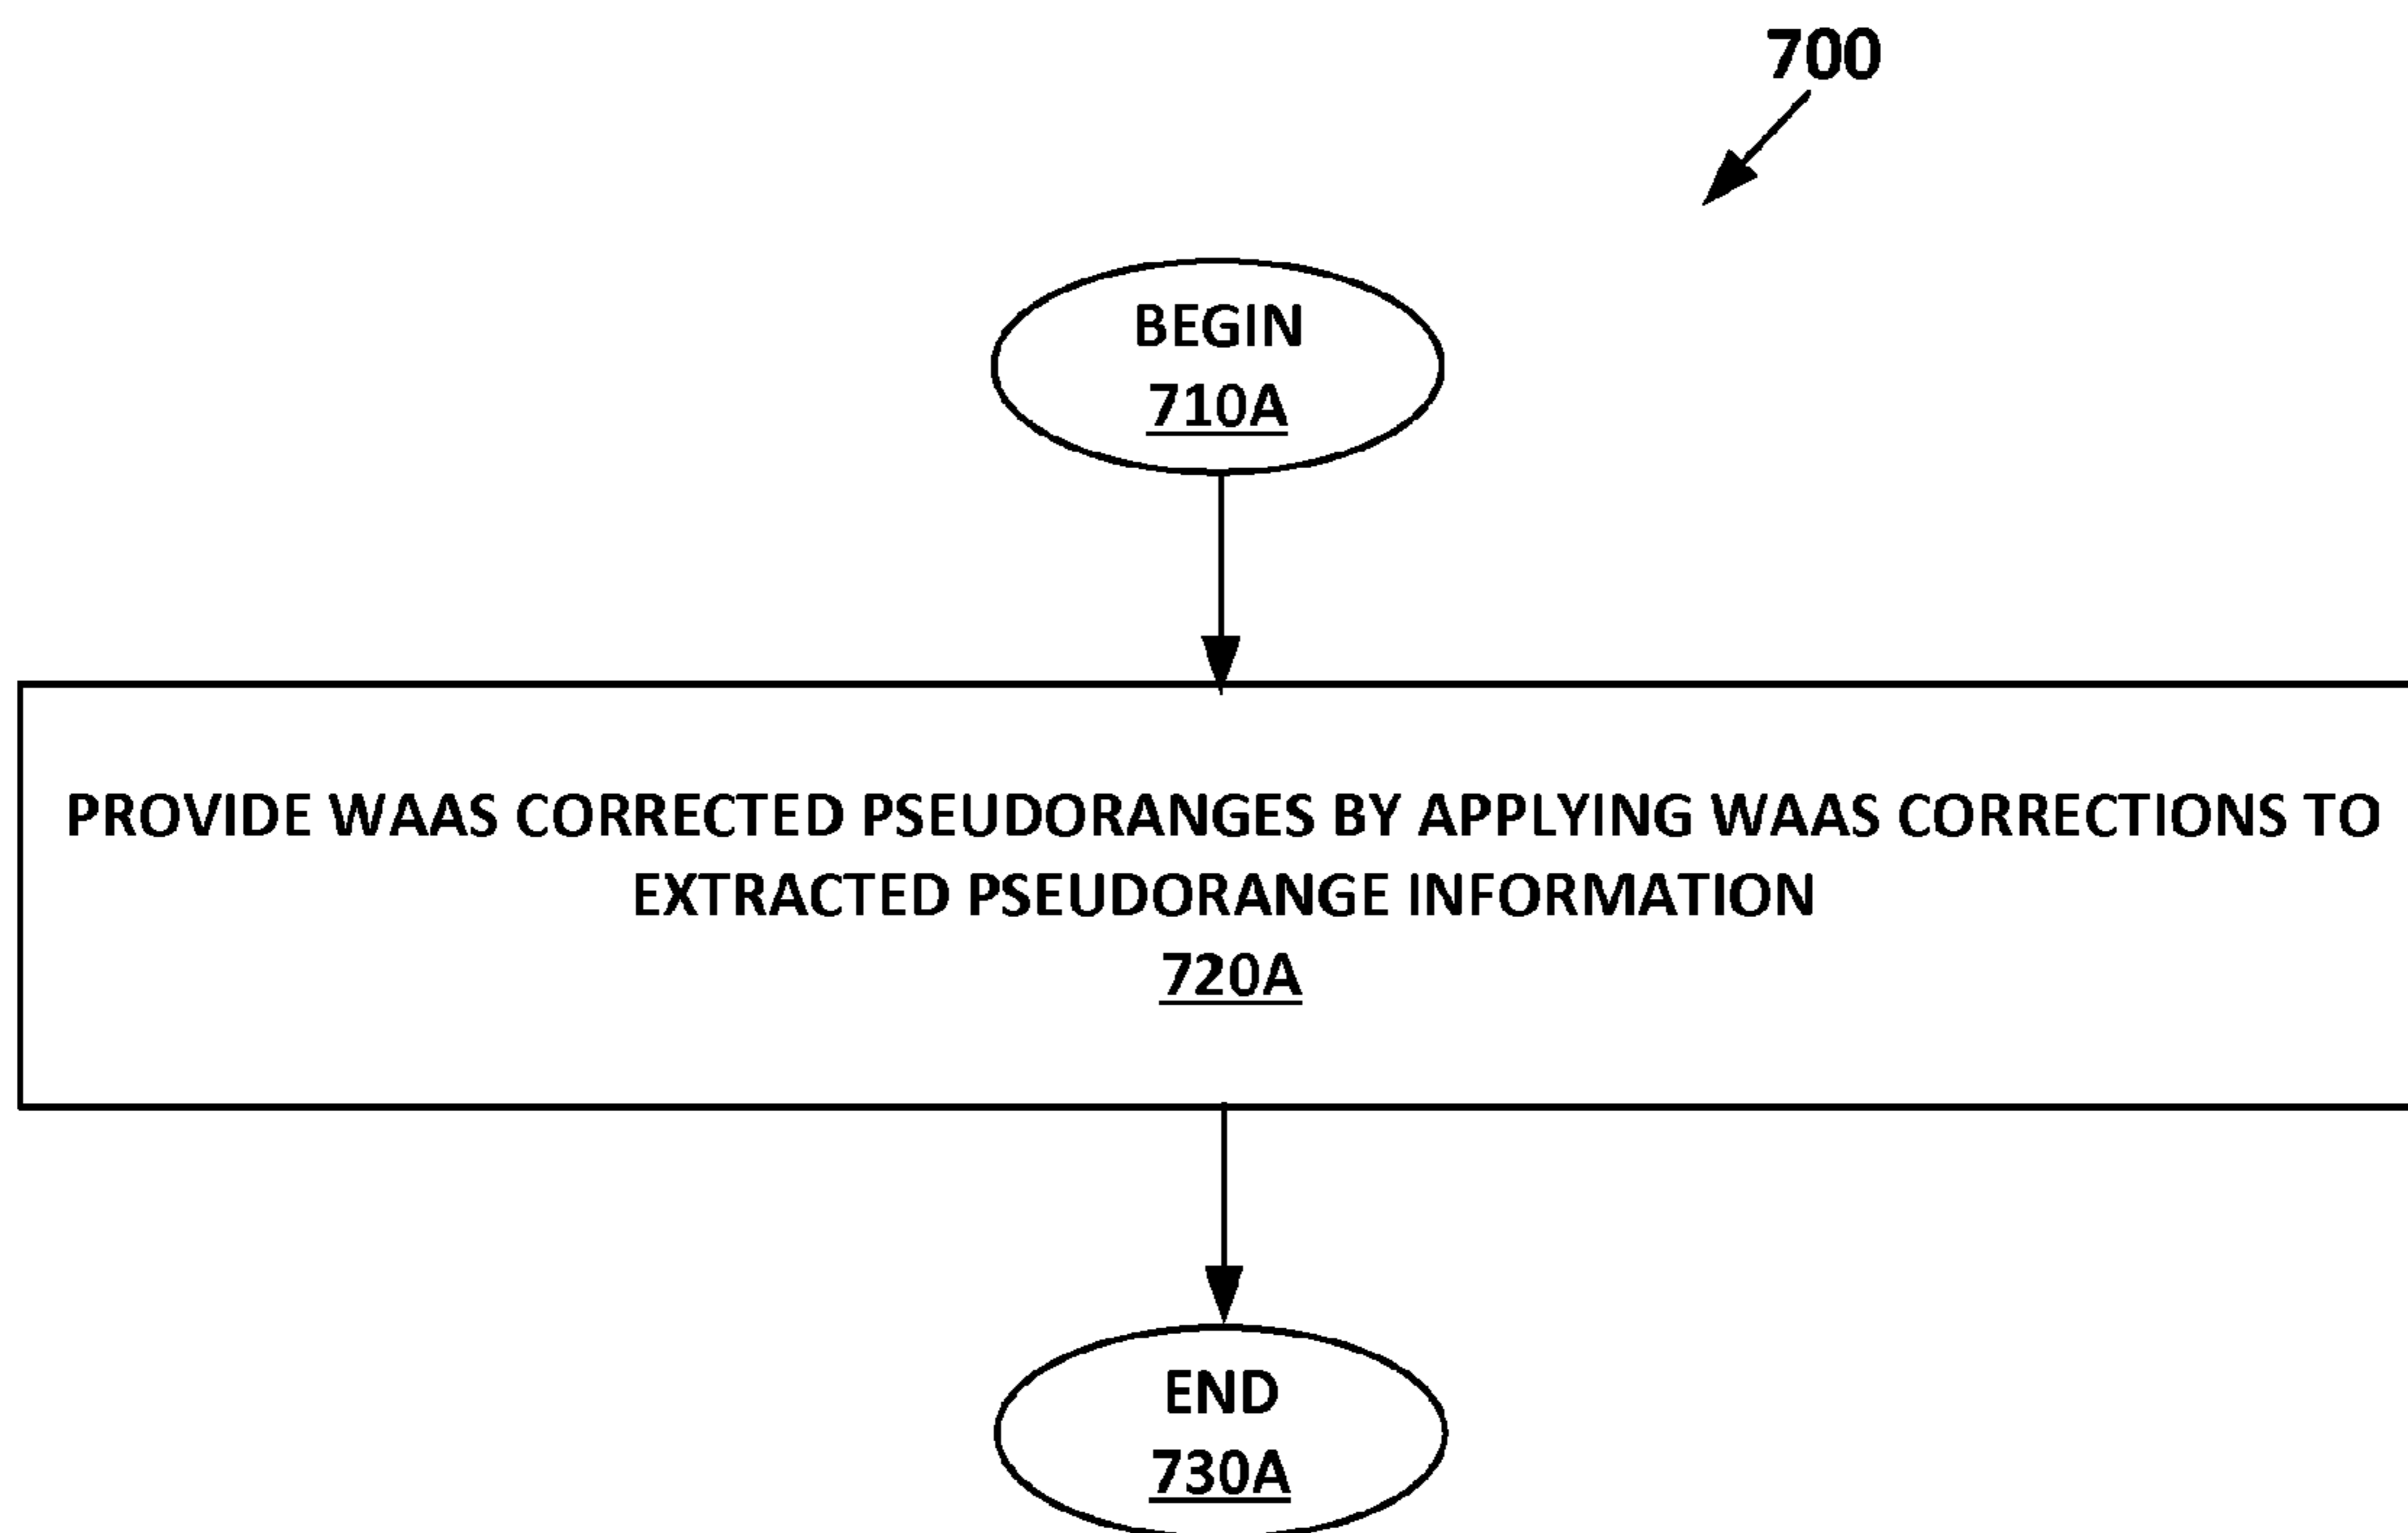 700
BEGIN
710A
PROVIDE WAAS CORRECTED PSEUDORANGES BY APPLYING WAAS CORRECTIONS TO
EXTRACTED PSEUDORANGE INFORMATION
720A
END
730A